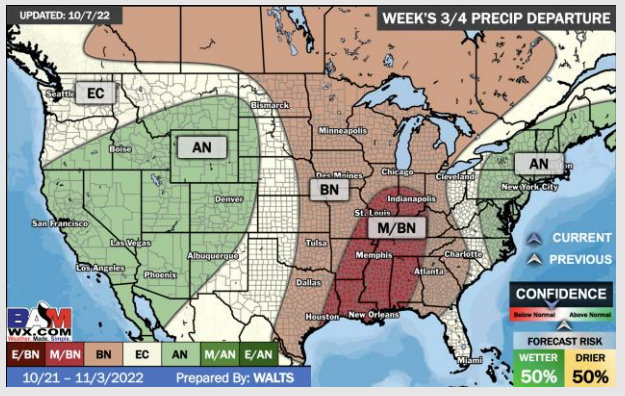 UPDATED: 10/7/22
WEEK'S 3/4 PRECIP DEPARTURE
Seattle
EC
Bismarck
Minneapolis
Boise
AN
AN
Des Moines
Chicago
Cleveland
New York City
BN
Denver
Indianapolis
St. Louis
M/BN
San Francisco
Las Vegas
Tulsa
Memphis
Charlotte
CURRENT
Los Angeles
Albuquerque
Phoenix
Atlanta
PREVIOUS
Dallas
Houston
New Orleans
Miami
CONFIDENCE
Below Normal
Above Normal
FORECAST RISK
WETTER
DRIER
50%
50%
BAM
WX.COM
Weather. Made. Simple.
E/BN
M/BN
BN
EC
AN
M/AN
E/AN
10/21 – 11/3/2022
Prepared By: WALTS